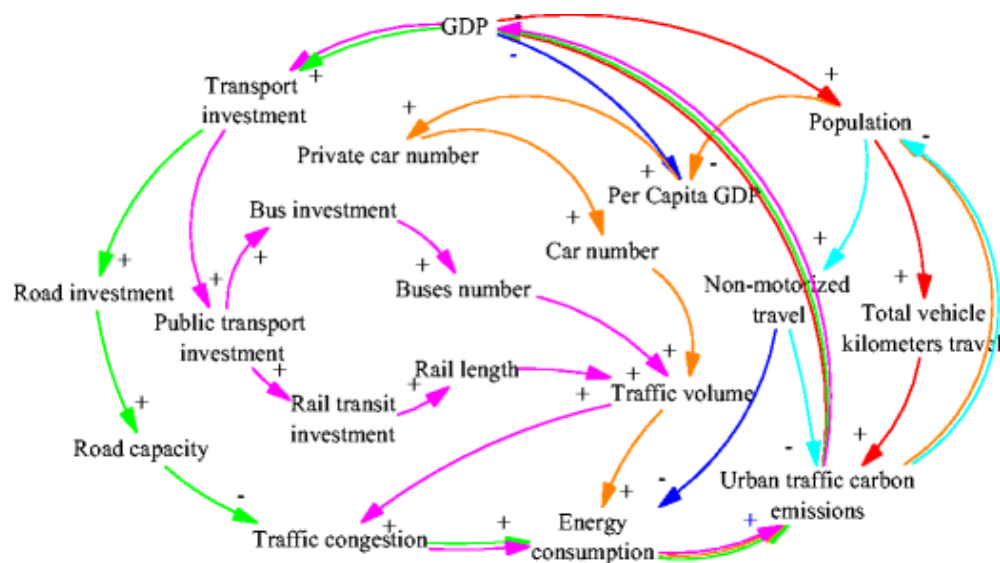 GDP
Transport
investment
Population
Private car number
Per Capita GDP
Bus investment
Car number
Road investment
Buses number
Non-motorized
travel
Total vehicle
kilometers travel
Public transport
investment
Rail length
Traffic volume
Rail transit
investment
Road capacity
Urban traffic carbon
emissions
Traffic congestion
Energy
consumption